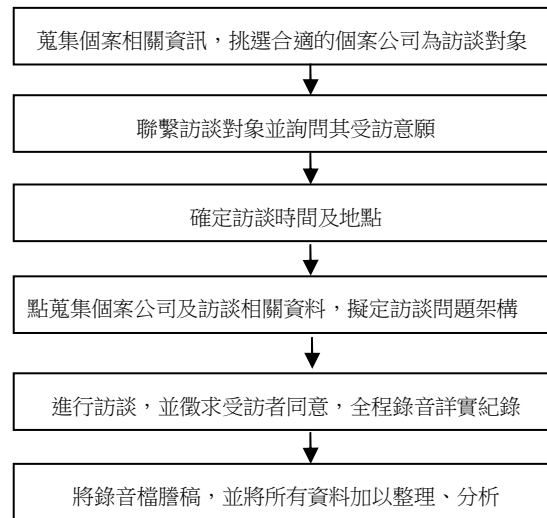 蒐集個案相關資訊，挑選合適的個案公司為訪談對象
聯繫訪談對象並詢問其受訪意願
確定訪談時間及地點
點蒐集個案公司及訪談相關資料，擬定訪談問題架構
進行訪談，並徵求受訪者同意，全程錄音詳實紀錄
將錄音檔謄稿，並將所有資料加以整理、分析